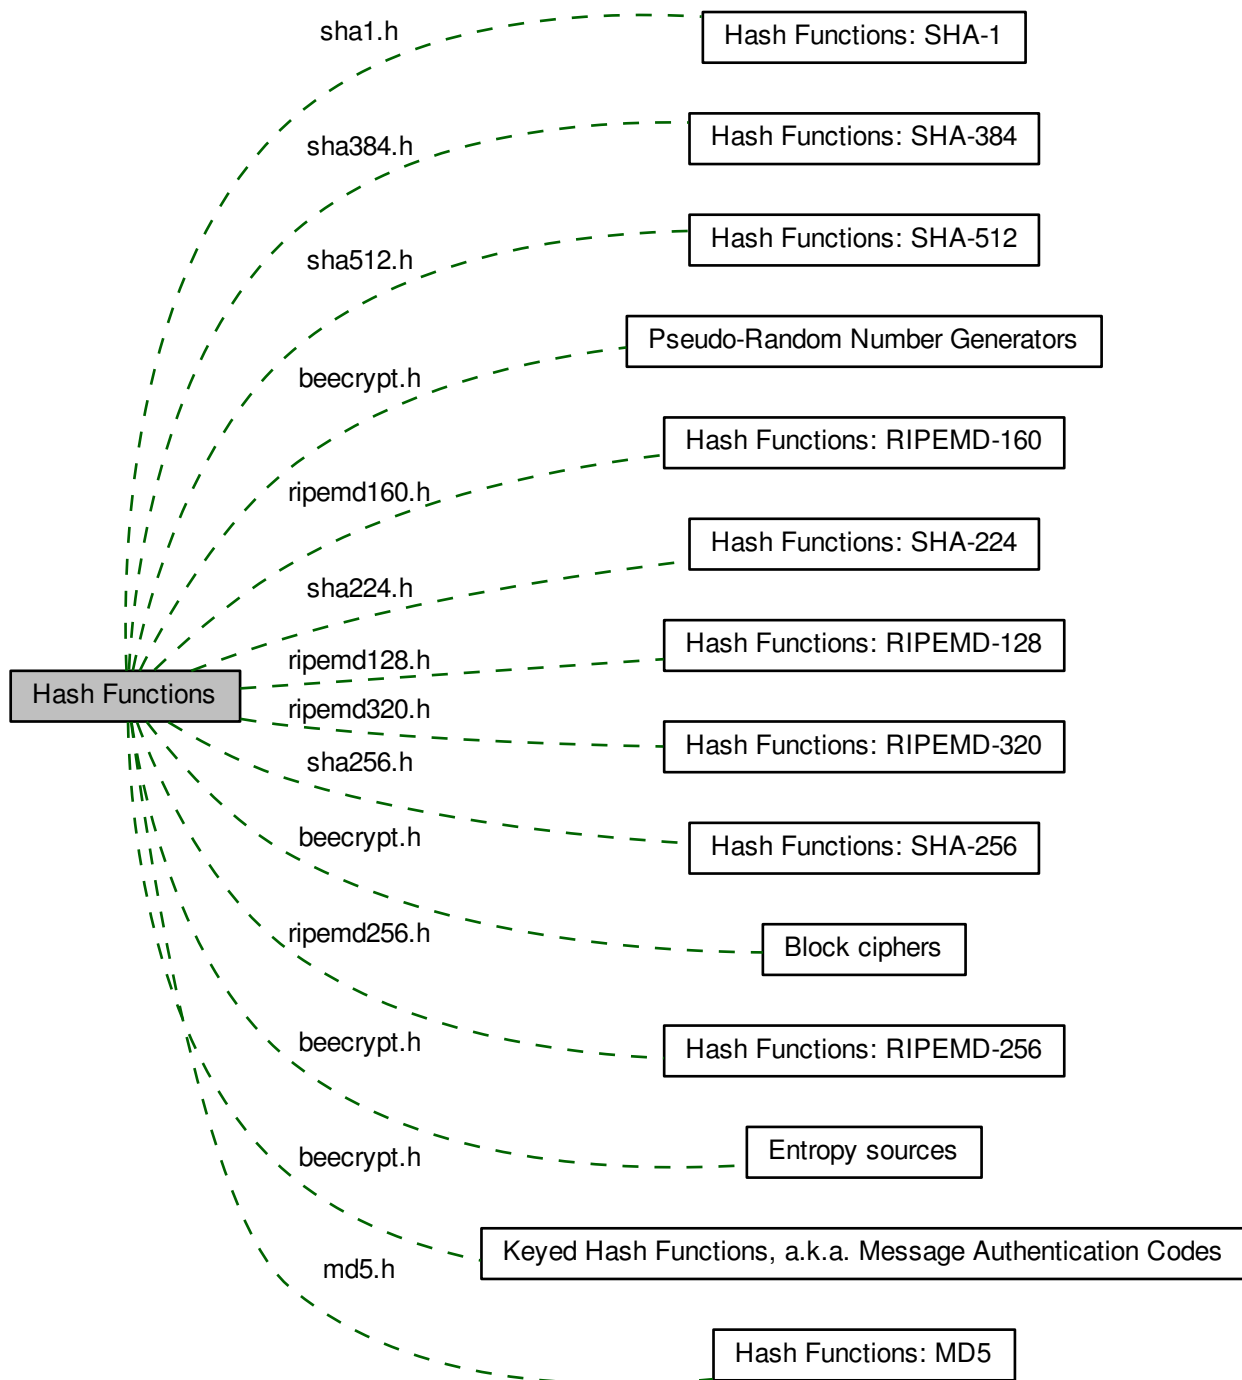 sha1.h
Hash Functions: SHA-1
sha384.h
Hash Functions: SHA-384
sha512.h
Hash Functions: SHA-512
beecrypt.h
Pseudo-Random Number Generators
ripemd160.h
Hash Functions: RIPEMD-160
sha224.h
Hash Functions: SHA-224
ripemd128.h
Hash Functions: RIPEMD-128
Hash Functions
ripemd320.h
Hash Functions: RIPEMD-320
sha256.h
Hash Functions: SHA-256
beecrypt.h
Block ciphers
ripemd256.h
Hash Functions: RIPEMD-256
beecrypt.h
Entropy sources
beecrypt.h
Keyed Hash Functions, a.k.a. Message Authentication Codes
md5.h
Hash Functions: MD5